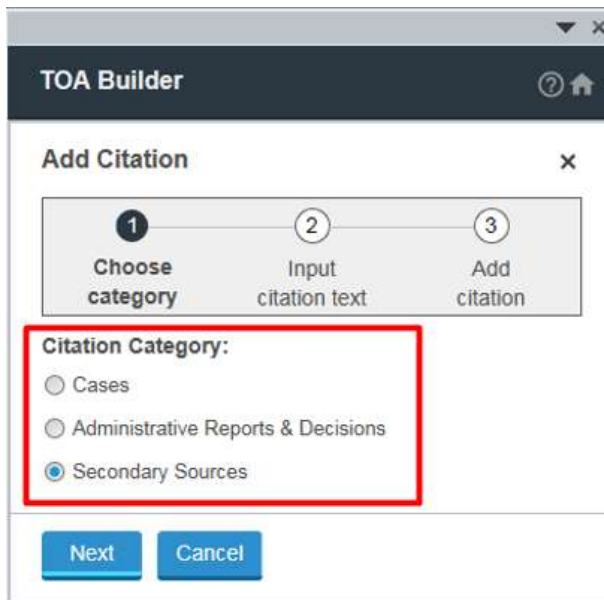 TOA Builder
Add Citation
1 2 3
Choose Input Add
category citation text citation
Citation Category:
Cases
Administrative Reports & Decisions
Secondary Sources
Next Cancel